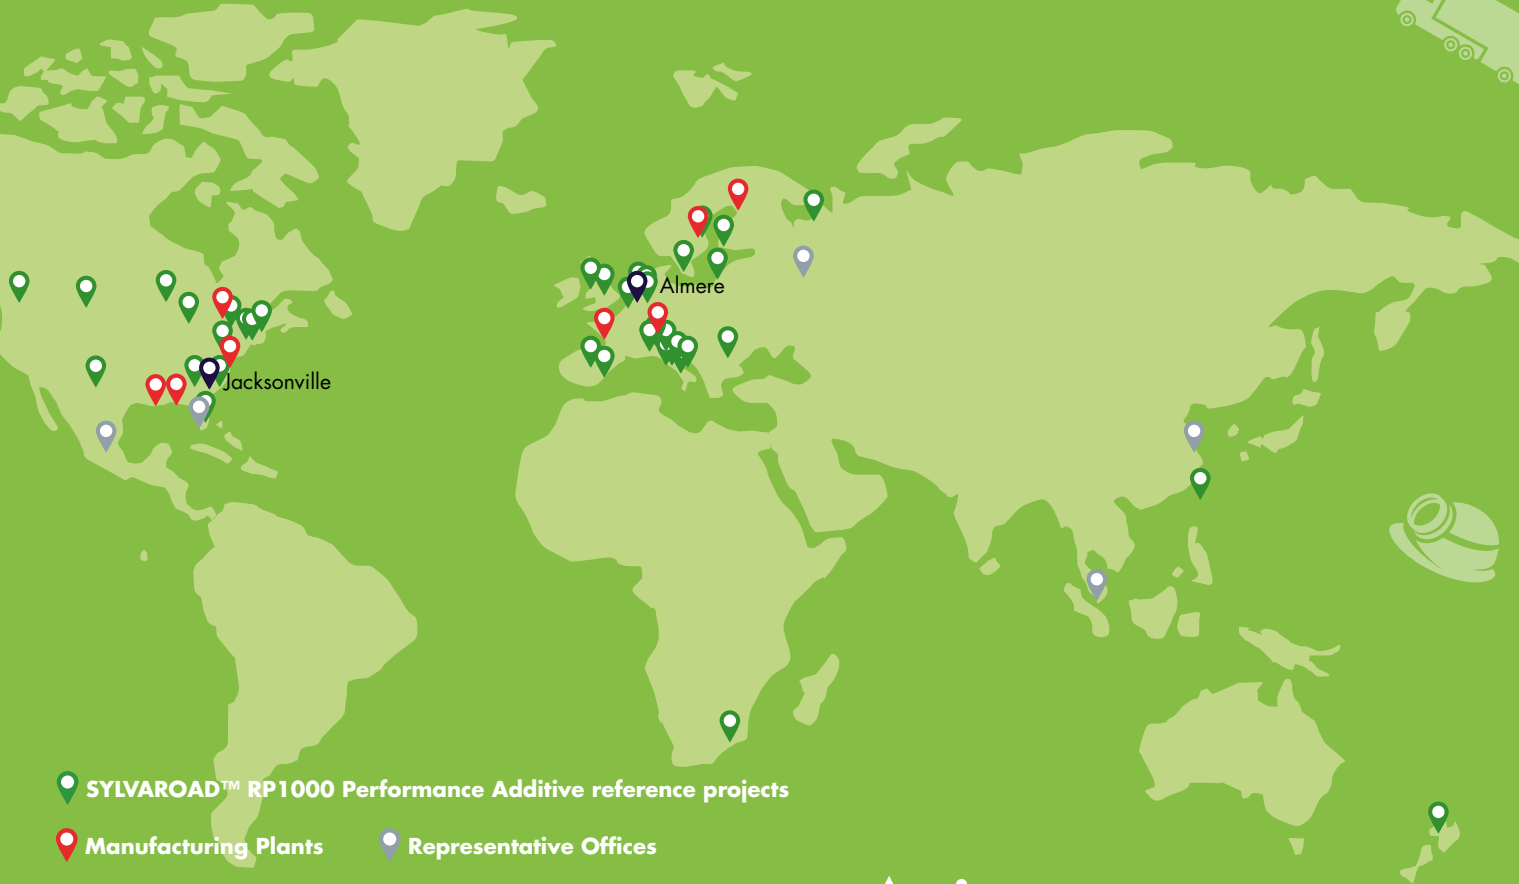 Almere
Jacksonville
SYLVAROAD™ RP1000 Performance Additive reference projects
Manufacturing Plants
Representative Offices